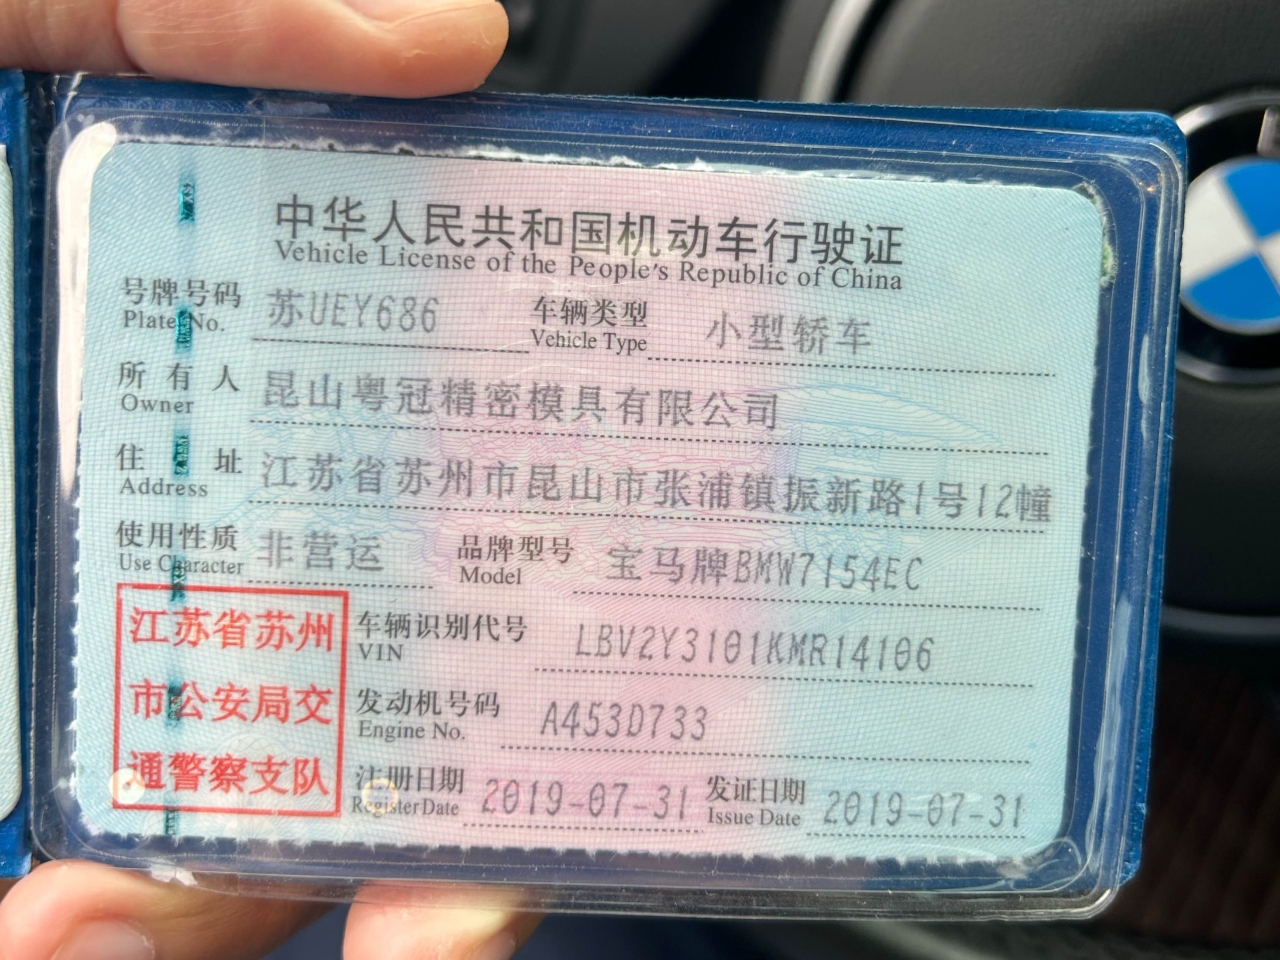 中华人民共和国机动车行驶证
Vehicle License of the People's Republic of China
号牌号码 苏UEY686 车辆类型 小型轿车
Plate No. Vehicle Type
所有人 昆山粤冠精密模具有限公司
Owner
住址 江苏省苏州市昆山市张浦镇振新路1号12幢
Address
使用性质 非营运 品牌型号 宝马牌BMW7154EC
Use Character Model
江苏省苏州
市公安局交
通警察支队
车辆识别代号 LBV2Y3101KMR14106
VIN
发动机号码 A453D733
Engine No.
注册日期 2019-07-31 发证日期 2019-07-31
Register Date Issue Date